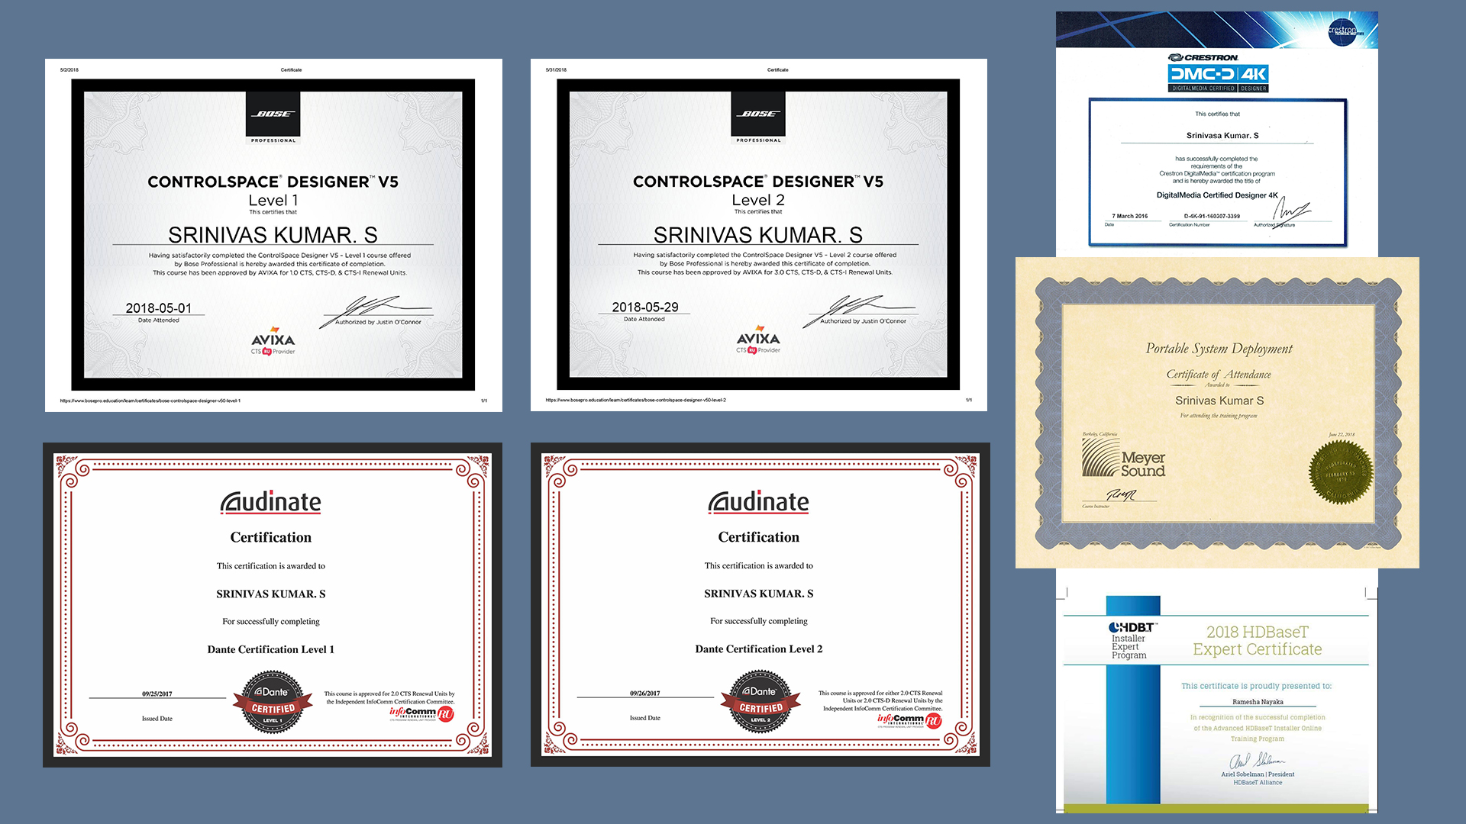 5/2/2018 Certificate
BOSE
PROFESSIONAL
CONTROLSPACE® DESIGNER™ V5
Level 1
This certifies that
SRINIVAS KUMAR. S
Having satisfactorily completed the ControlSpace Designer V5 - Level 1 course offered
by Bose Professional is hereby awarded this certificate of completion.
This course has been approved by AVIXA for 1.0 CTS, CTS-D, & CTS-I Renewal Units.
2018-05-01
Date Attended
Authorized by Justin O'Connor
AVIXA
CTS RU Provider
https://www.bosepro.education/learn/certificates/bose-controlspace-designer-v50-level-1 1/1
5/31/2018 Certificate
BOSE
PROFESSIONAL
CONTROLSPACE® DESIGNER™ V5
Level 2
This certifies that
SRINIVAS KUMAR. S
Having satisfactorily completed the ControlSpace Designer V5 - Level 2 course offered
by Bose Professional is hereby awarded this certificate of completion.
This course has been approved by AVIXA for 3.0 CTS, CTS-D, & CTS-I Renewal Units.
2018-05-29
Date Attended
Authorized by Justin O'Connor
AVIXA
CTS RU Provider
https://www.bosepro.education/learn/certificates/bose-controlspace-designer-v50-level-2 1/1
crestron
CRESTRON
DMC-D 4K
DIGITALMEDIA CERTIFIED DESIGNER
This certifies that
Srinivasa Kumar. S
has successfully completed the
requirements of the
Crestron DigitalMedia™ certification program
and is hereby awarded the title of
DigitalMedia Certified Designer 4K
7 March 2016 D-4K-91-160307-3399
Date Certification Number Authorized Signature
Portable System Deployment
Certificate of Attendance
Awarded to
Srinivas Kumar S
For attending the training program
Berkeley, California
June 22, 2018
Meyer
Sound
Course Instructor
audinate
Certification
This certification is awarded to
SRINIVAS KUMAR. S
For successfully completing
Dante Certification Level 1
09/25/2017
Issued Date
Dante™
CERTIFIED
LEVEL 1
This course is approved for 2.0 CTS Renewal Units by
the Independent InfoComm Certification Committee.
infoComm RU
INTERNATIONAL
audinate
Certification
This certification is awarded to
SRINIVAS KUMAR. S
For successfully completing
Dante Certification Level 2
09/26/2017
Issued Date
Dante™
CERTIFIED
LEVEL 2
This course is approved for either 2.0 CTS Renewal
Units or 2.0 CTS-D Renewal Units by the
Independent InfoComm Certification Committee.
infoComm RU
INTERNATIONAL
HDBT™
Installer
Expert
Program
2018 HDBaseT
Expert Certificate
This certificate is proudly presented to:
Ramesha Nayaka
In recognition of the successful completion
of the Advanced HDBaseT Installer Online
Training Program
Ariel Sobelman | President
HDBaseT Alliance